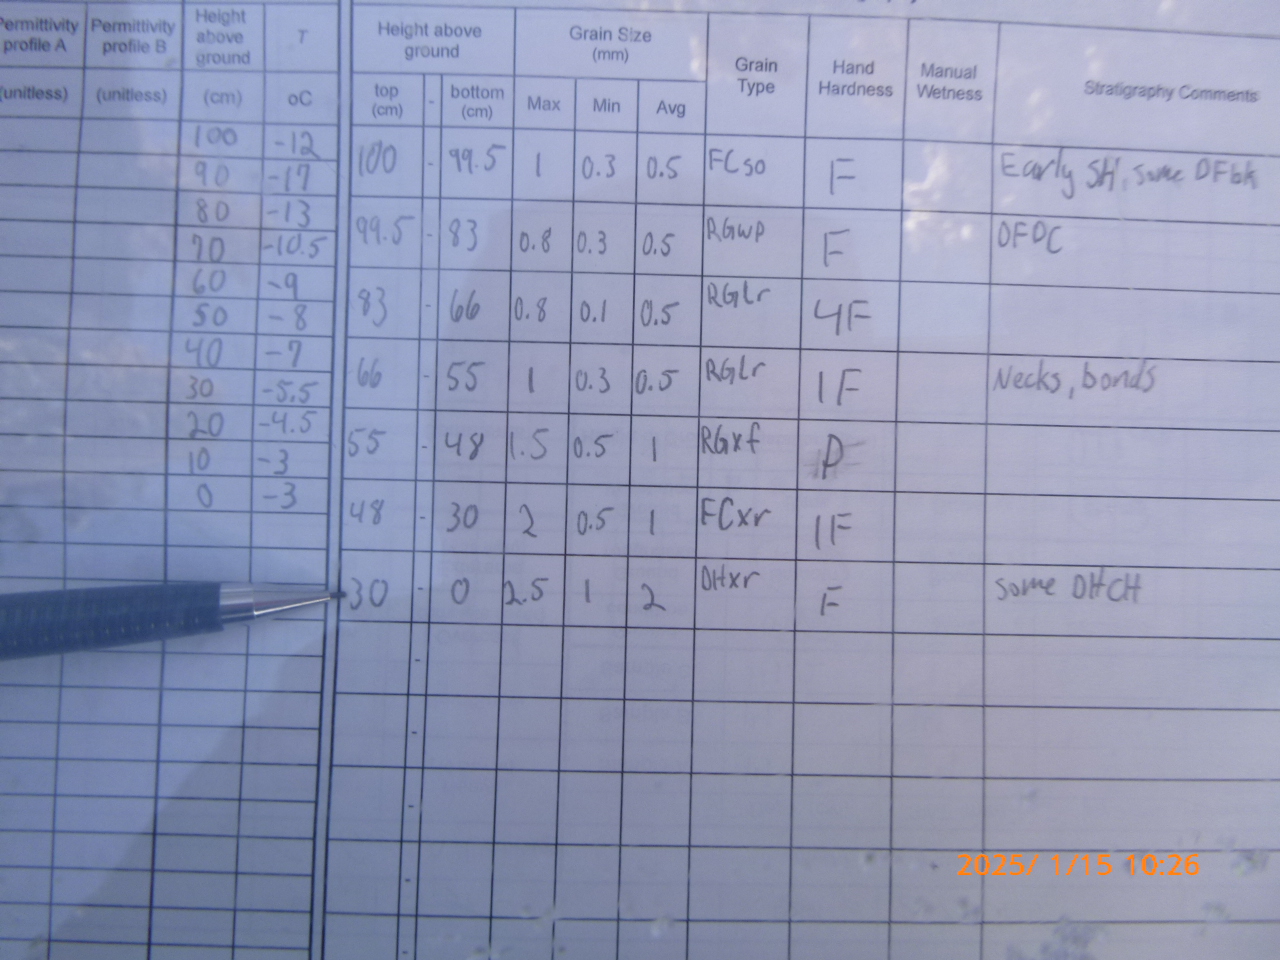 Permittivity profile A | Permittivity profile B | Height above ground | T | Height above ground | Grain Size (mm) | Grain Type | Hand Hardness | Manual Wetness | Stratigraphy Comments
(unitless) | (unitless) | (cm) | oC | top (cm) - bottom (cm) | Max | Min | Avg
100 -12
90 -17
80 -13
70 -10.5
60 -9
50 -8
40 -7
30 -5.5
20 -4.5
10 -3
0 -3
100 - 99.5 1 0.3 0.5 FCso F Early SH, some DFbk
99.5 - 83 0.8 0.3 0.5 RGwp F DFDC
83 - 66 0.8 0.1 0.5 RGlr 4F
66 - 55 1 0.3 0.5 RGlr 1F Necks, bonds
55 - 48 1.5 0.5 1 RGxf P
48 - 30 2 0.5 1 FCxr 1F
30 - 0 2.5 1 2 DHxr F some DHCH
2025/ 1/15 10:26